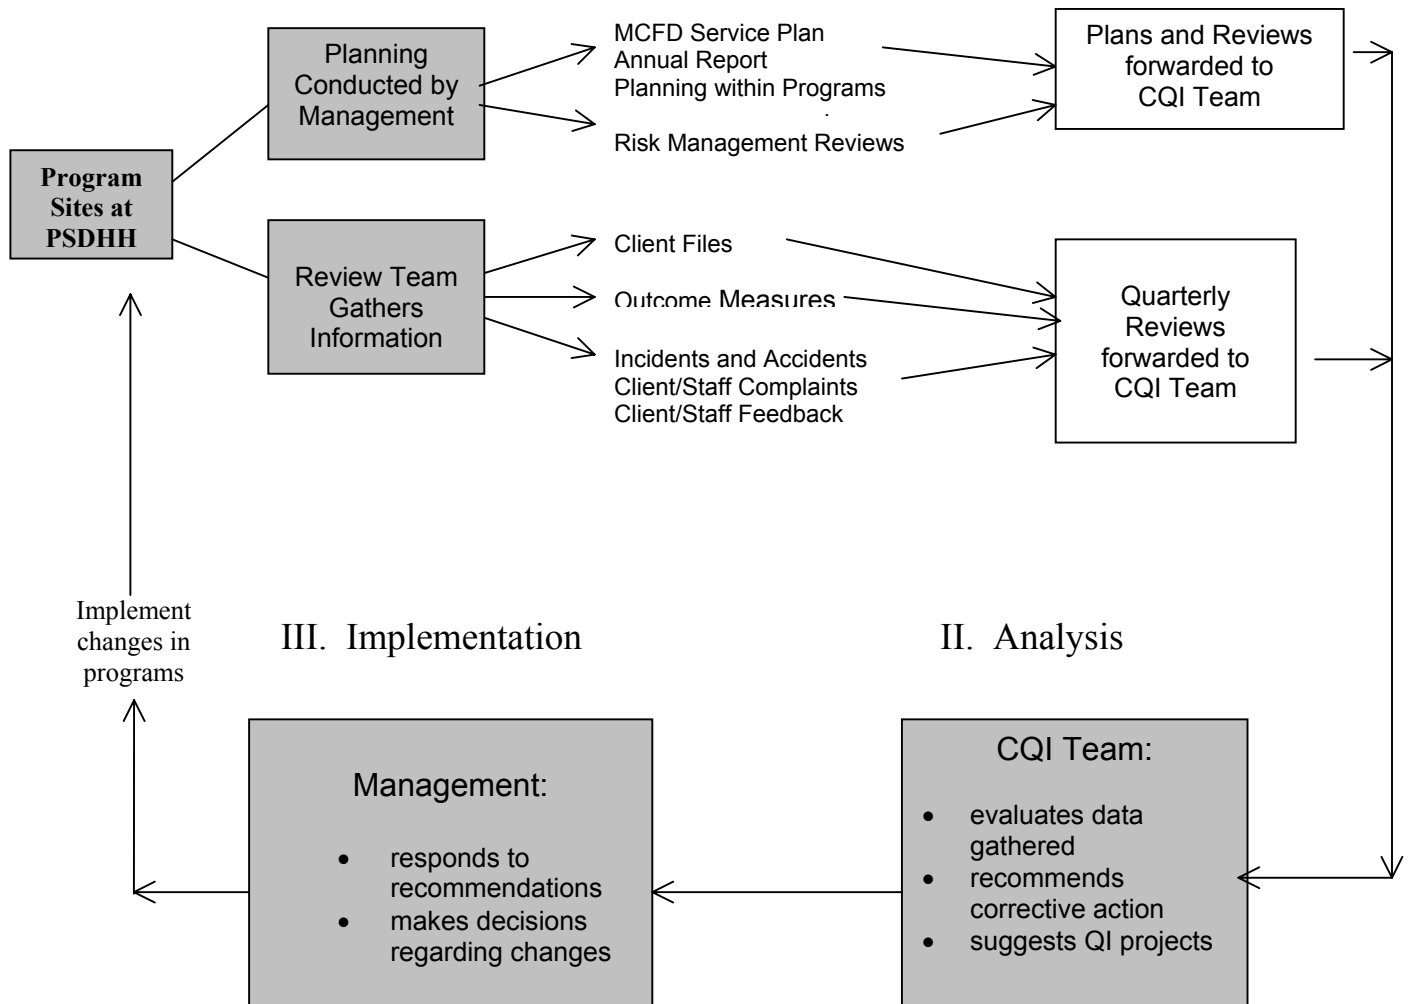 Planning
Conducted by
Management
MCFD Service Plan
Annual Report
Planning within Programs
.
Risk Management Reviews
Plans and Reviews
forwarded to
CQI Team
Program
Sites at
PSDHH
Review Team
Gathers
Information
Client Files
Outcome Measures
Incidents and Accidents
Client/Staff Complaints
Client/Staff Feedback
Quarterly
Reviews
forwarded to
CQI Team
Implement
changes in
programs
III. Implementation
II. Analysis
Management:
• responds to
recommendations
• makes decisions
regarding changes
CQI Team:
• evaluates data
gathered
• recommends
corrective action
• suggests QI projects